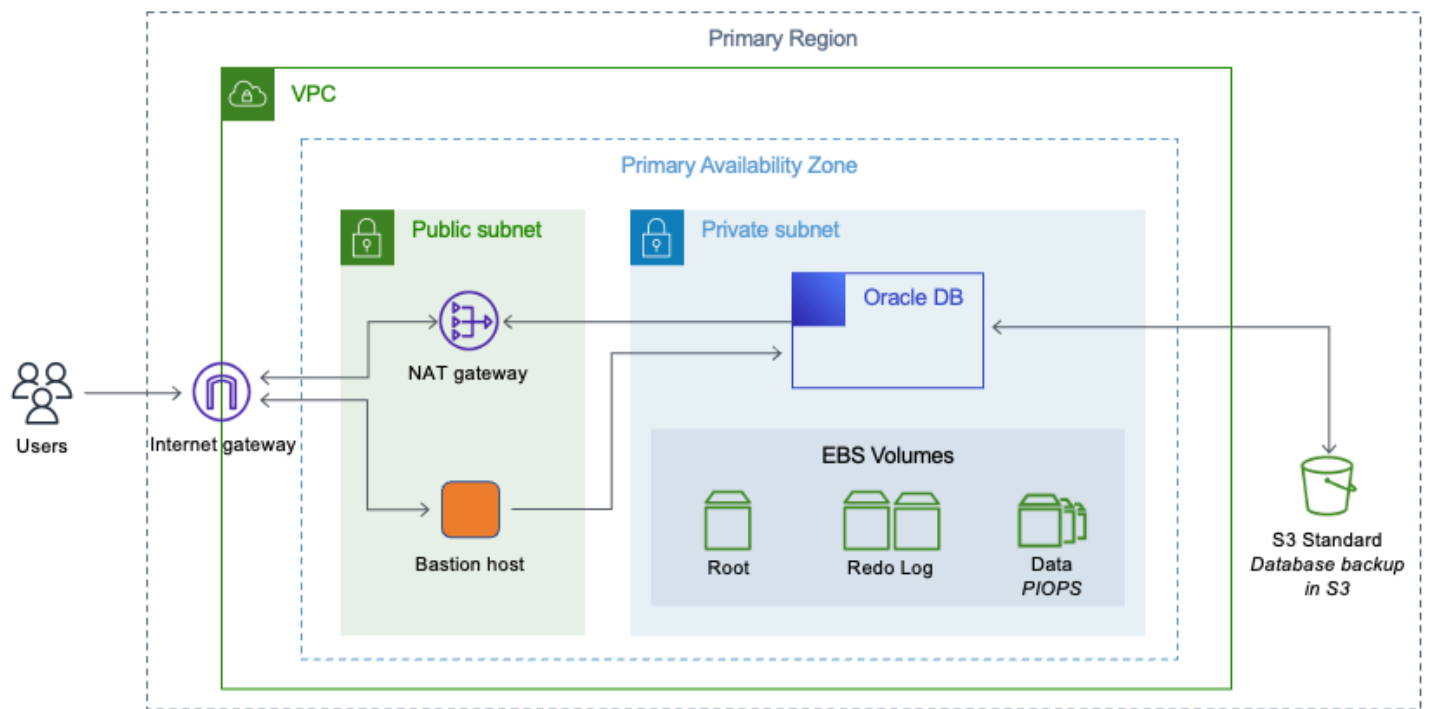 Primary Region
VPC
Primary Availability Zone
Public subnet
Private subnet
Oracle DB
NAT gateway
Users
Internet gateway
EBS Volumes
Bastion host
Root
Redo Log
Data
PIOPS
S3 Standard
Database backup
in S3